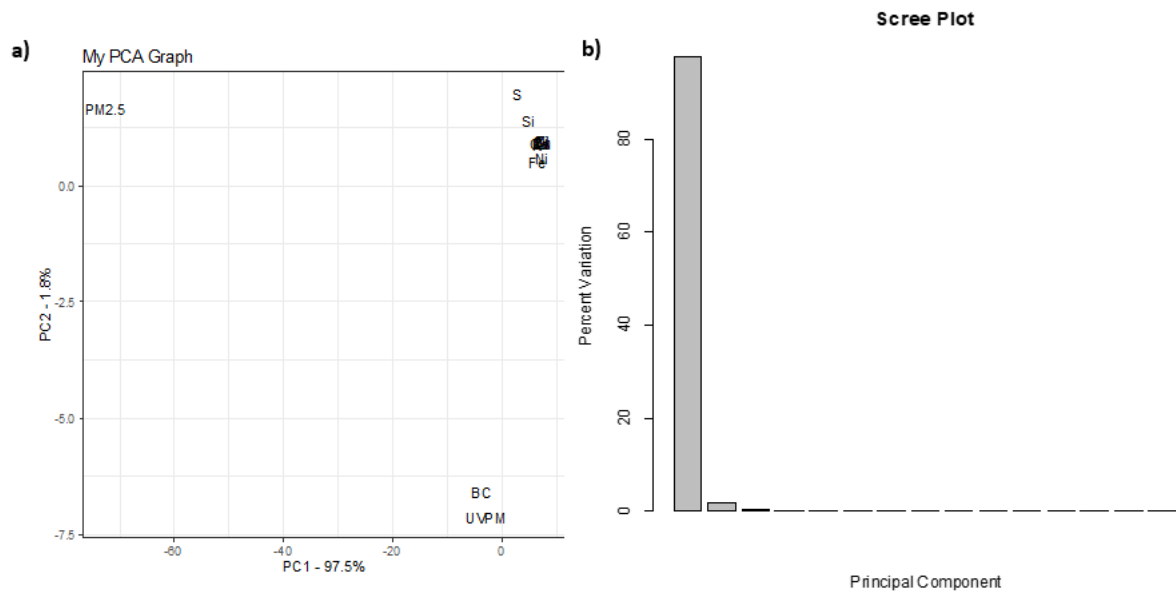 a)
My PCA Graph
PM2.5
S
Si
Ni
Fe
BC
UVPM
0.0
-2.5
-5.0
-7.5
PC2 - 1.8%
-60
-40
-20
0
PC1 - 97.5%
b)
Scree Plot
80
60
40
20
0
Percent Variation
Principal Component